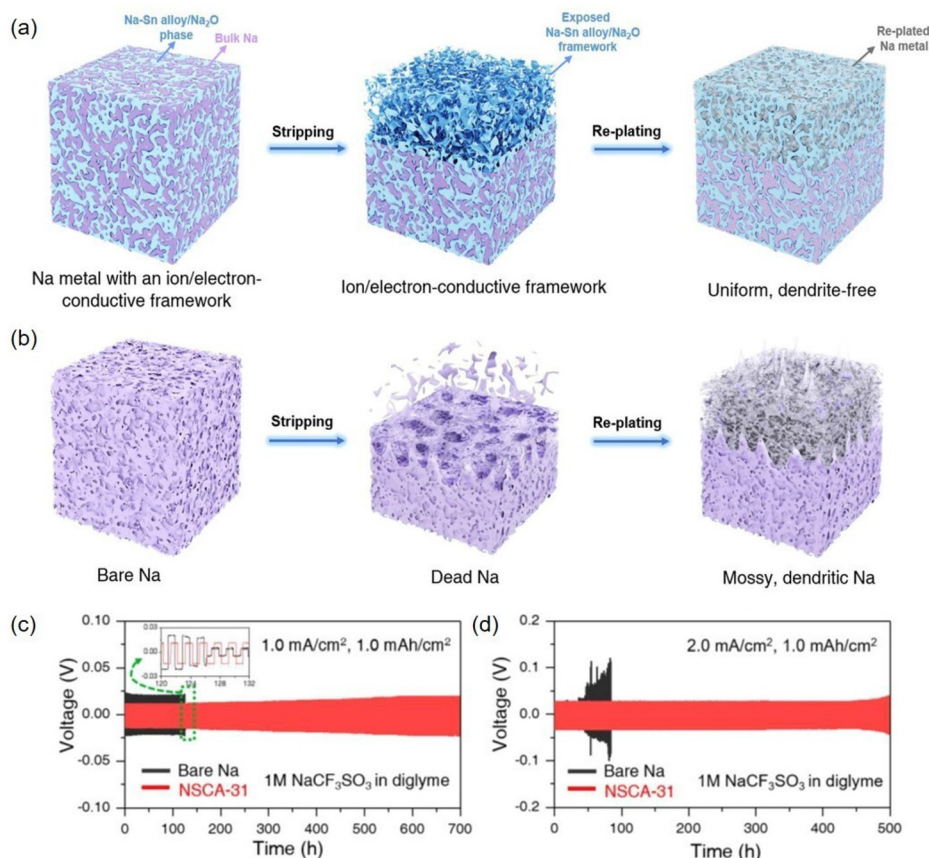 (a)
Na-Sn alloy/Na₂O
phase
Bulk Na
Exposed
Na-Sn alloy/Na₂O
framework
Re-plated
Na metal
Stripping
Re-plating
Na metal with an ion/electron-
conductive framework
Ion/electron-conductive framework
Uniform, dendrite-free
(b)
Stripping
Re-plating
Bare Na
Dead Na
Mossy, dendritic Na
(c)
Voltage (V)
0.10
0.05
0.00
-0.05
-0.10
0.03
0.00
-0.03
120 124 128 132
1.0 mA/cm², 1.0 mAh/cm²
Bare Na
NSCA-31
1M NaCF₃SO₃ in diglyme
0 100 200 300 400 500 600 700
Time (h)
(d)
Voltage (V)
0.2
0.1
0.0
-0.1
-0.2
2.0 mA/cm², 1.0 mAh/cm²
Bare Na
NSCA-31
1M NaCF₃SO₃ in diglyme
0 100 200 300 400 500
Time (h)